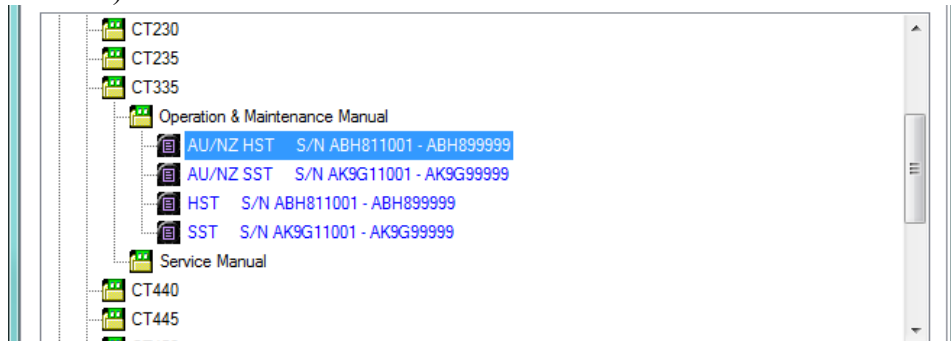 CT230
CT235
CT335
Operation & Maintenance Manual
AU/NZ HST S/N ABH811001 - ABH899999
AU/NZ SST S/N AK9G11001 - AK9G99999
HST S/N ABH811001 - ABH899999
SST S/N AK9G11001 - AK9G99999
Service Manual
CT440
CT445